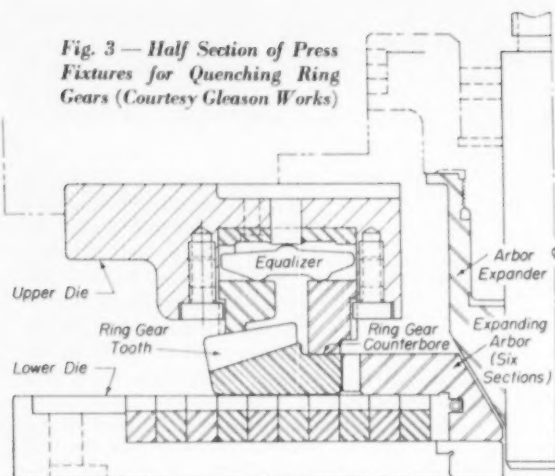 Fig. 3 — Half Section of Press
Fixtures for Quenching Ring
Gears (Courtesy Gleason Works)
Equalizer
Arbor
Expander
Upper Die
Ring Gear
Tooth
Ring Gear
Counterbore
Expanding
Arbor
(Six
Sections)
Lower Die